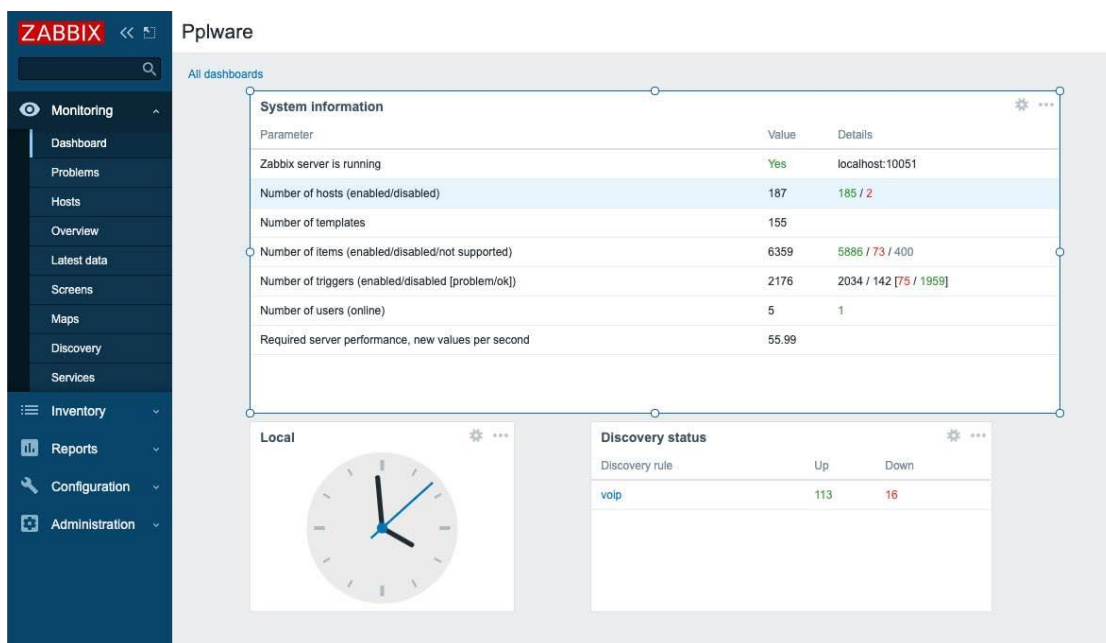 ZABBIX
Pplware
All dashboards
Monitoring
Dashboard
Problems
Hosts
Overview
Latest data
Screens
Maps
Discovery
Services
Inventory
Reports
Configuration
Administration
System information
Parameter Value Details
Zabbix server is running Yes localhost:10051
Number of hosts (enabled/disabled) 187 185 / 2
Number of templates 155
Number of items (enabled/disabled/not supported) 6359 5886 / 73 / 400
Number of triggers (enabled/disabled [problem/ok]) 2176 2034 / 142 [75 / 1959]
Number of users (online) 5 1
Required server performance, new values per second 55.99
Local
Discovery status
Discovery rule Up Down
voip 113 16